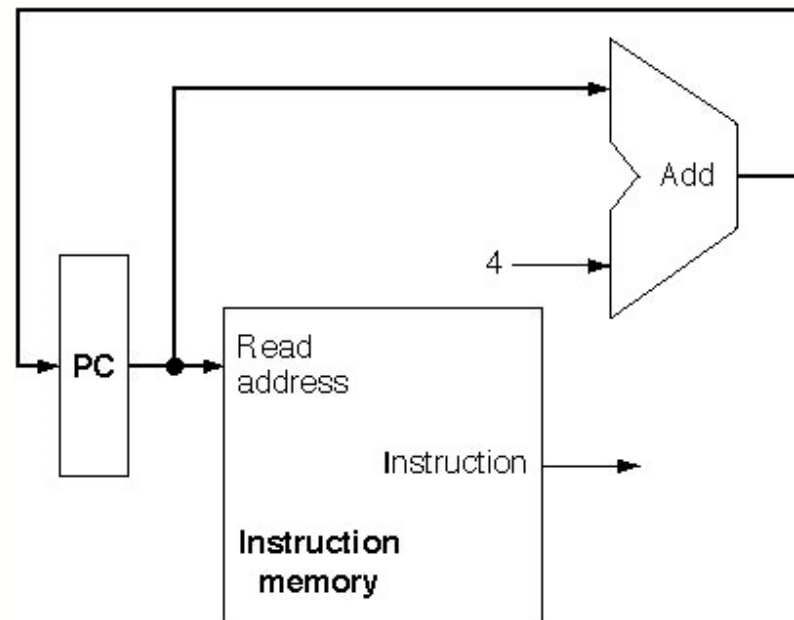 Add
4
PC
Read
address
Instruction
Instruction
memory